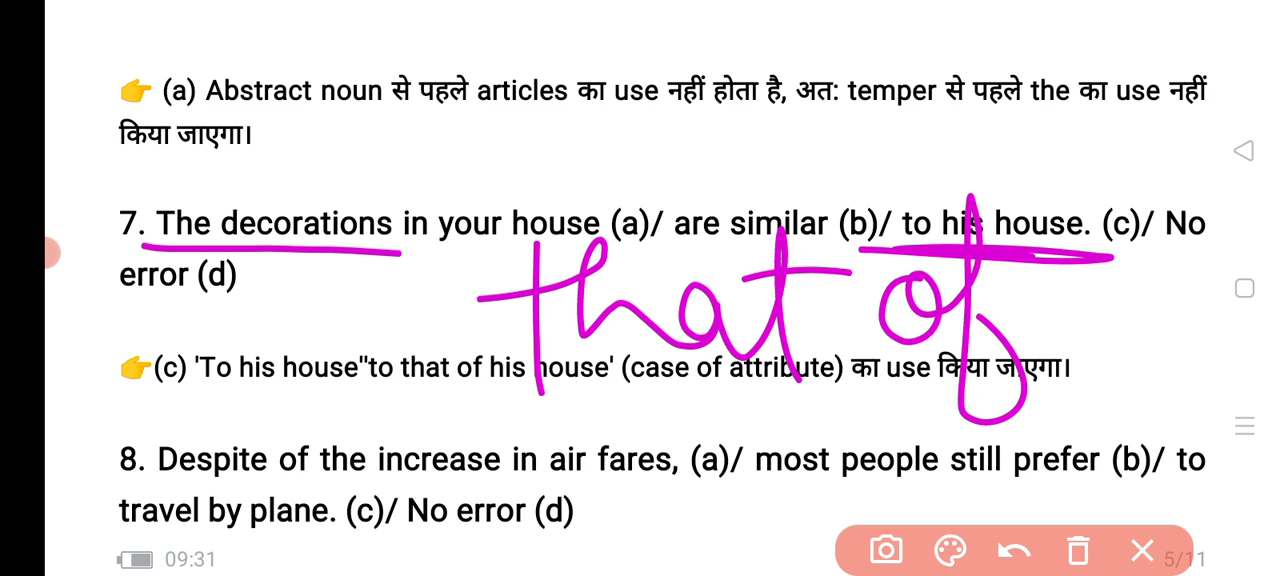 👉 (a) Abstract noun से पहले articles का use नहीं होता है, अत: temper से पहले the का use नहीं
किया जाएगा।
7. The decorations in your house (a)/ are similar (b)/ to his house. (c)/ No
error (d)
that of
👉(c) 'To his house''to that of his house' (case of attribute) का use किया जाएगा।
8. Despite of the increase in air fares, (a)/ most people still prefer (b)/ to
travel by plane. (c)/ No error (d)
09:31
5/11